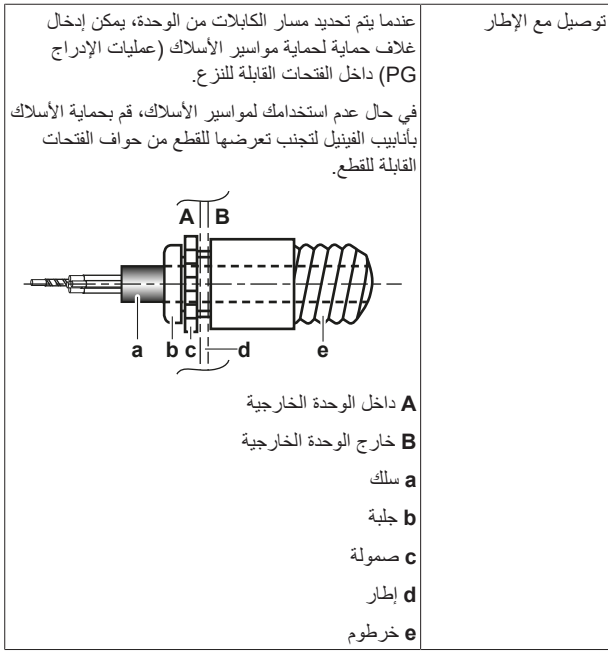 توصيل مع الإطار
عندما يتم تحديد مسار الكابلات من الوحدة، يمكن إدخال
غلاف حماية لحماية مواسير الأسلاك (عمليات الإدراج
PG) داخل الفتحات القابلة للنزع.
في حال عدم استخدامك لمواسير الأسلاك، قم بحماية الأسلاك
بأنابيب الفينيل لتجنب تعرضها للقطع من حواف الفتحات
القابلة للقطع.
A B
a b c d e
A داخل الوحدة الخارجية
B خارج الوحدة الخارجية
a سلك
b جلبة
c صمولة
d إطار
e خرطوم